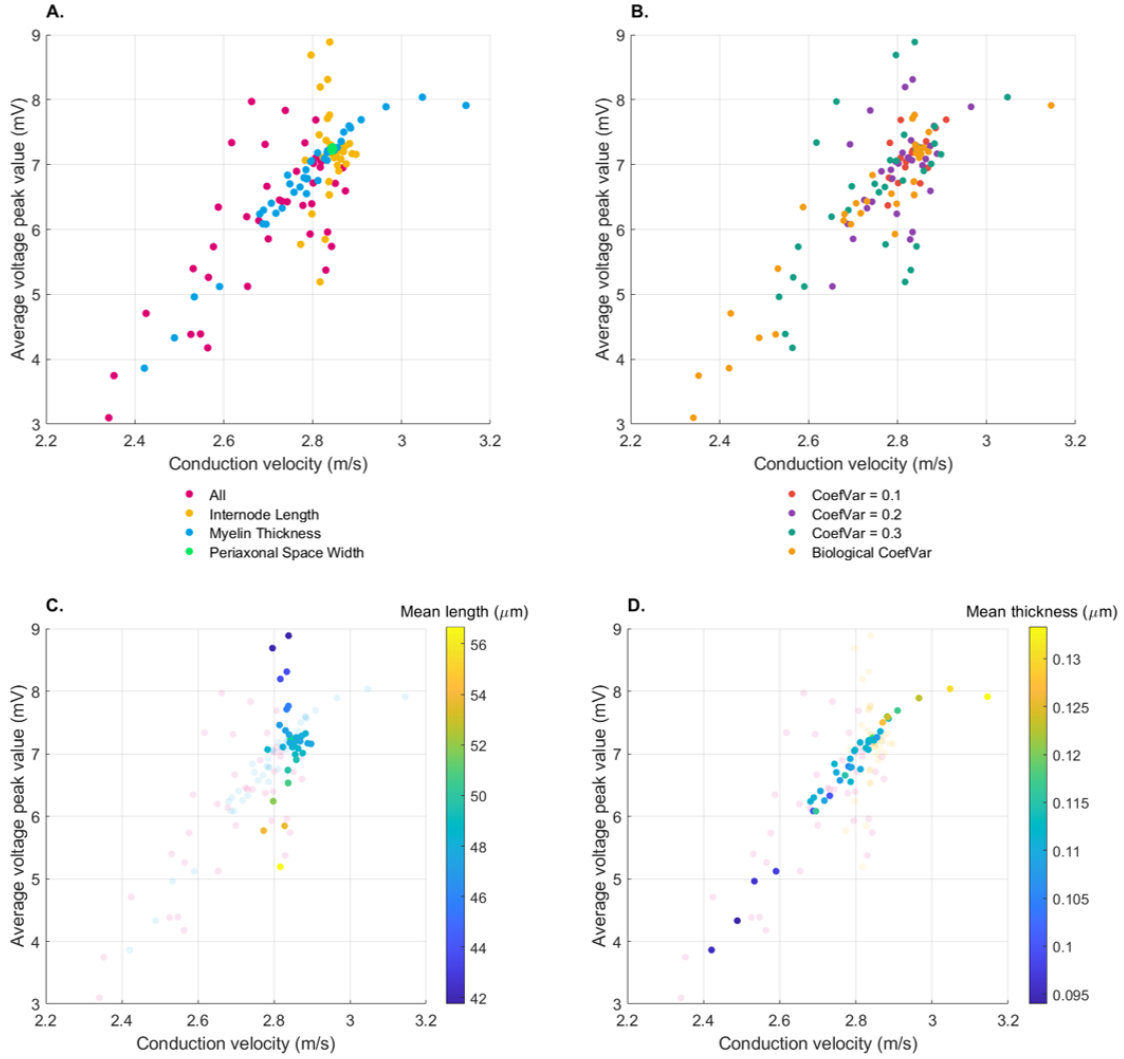 A.
Average voltage peak value (mV)
9
8
7
6
5
4
3
2.2 2.4 2.6 2.8 3 3.2
Conduction velocity (m/s)
All
Internode Length
Myelin Thickness
Periaxonal Space Width
B.
Average voltage peak value (mV)
9
8
7
6
5
4
3
2.2 2.4 2.6 2.8 3 3.2
Conduction velocity (m/s)
CoefVar = 0.1
CoefVar = 0.2
CoefVar = 0.3
Biological CoefVar
C.
Mean length (μm)
Average voltage peak value (mV)
9
8
7
6
5
4
3
2.2 2.4 2.6 2.8 3 3.2
Conduction velocity (m/s)
56
54
52
50
48
46
44
42
D.
Mean thickness (μm)
Average voltage peak value (mV)
9
8
7
6
5
4
3
2.2 2.4 2.6 2.8 3 3.2
Conduction velocity (m/s)
0.13
0.125
0.12
0.115
0.11
0.105
0.1
0.095